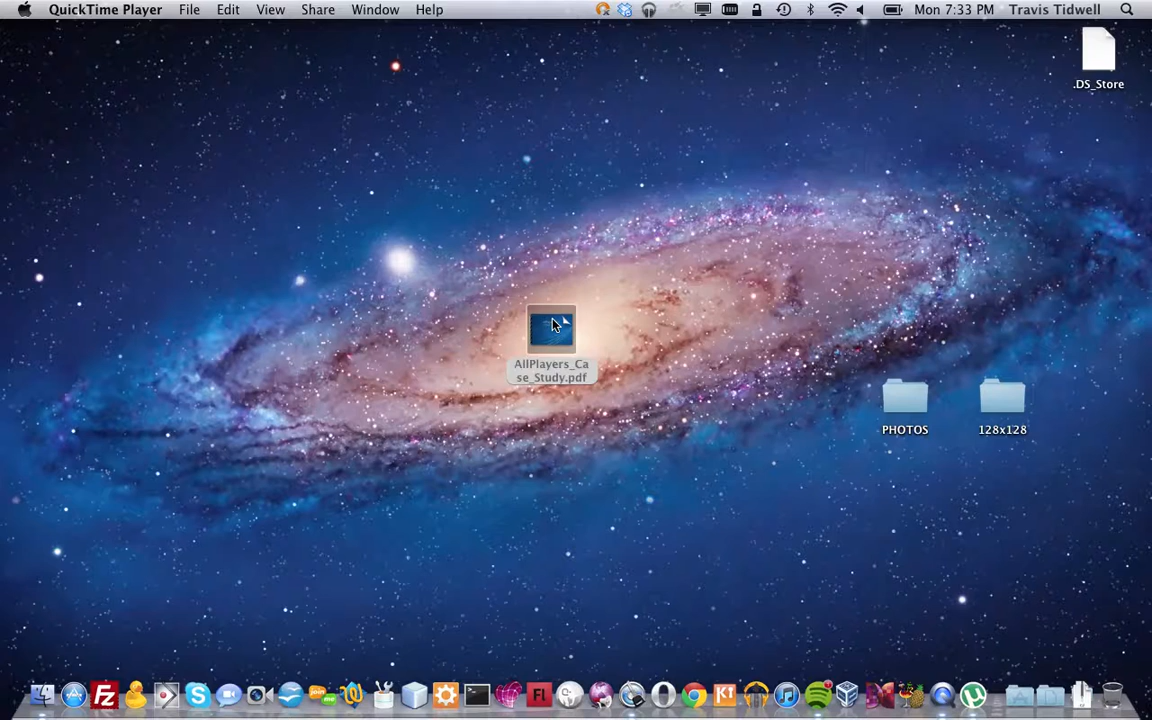 QuickTime Player File Edit View Share Window Help Mon 7:33 PM Travis Tidwell
.DS_Store
AllPlayers_Ca
se_Study.pdf
PHOTOS 128x128